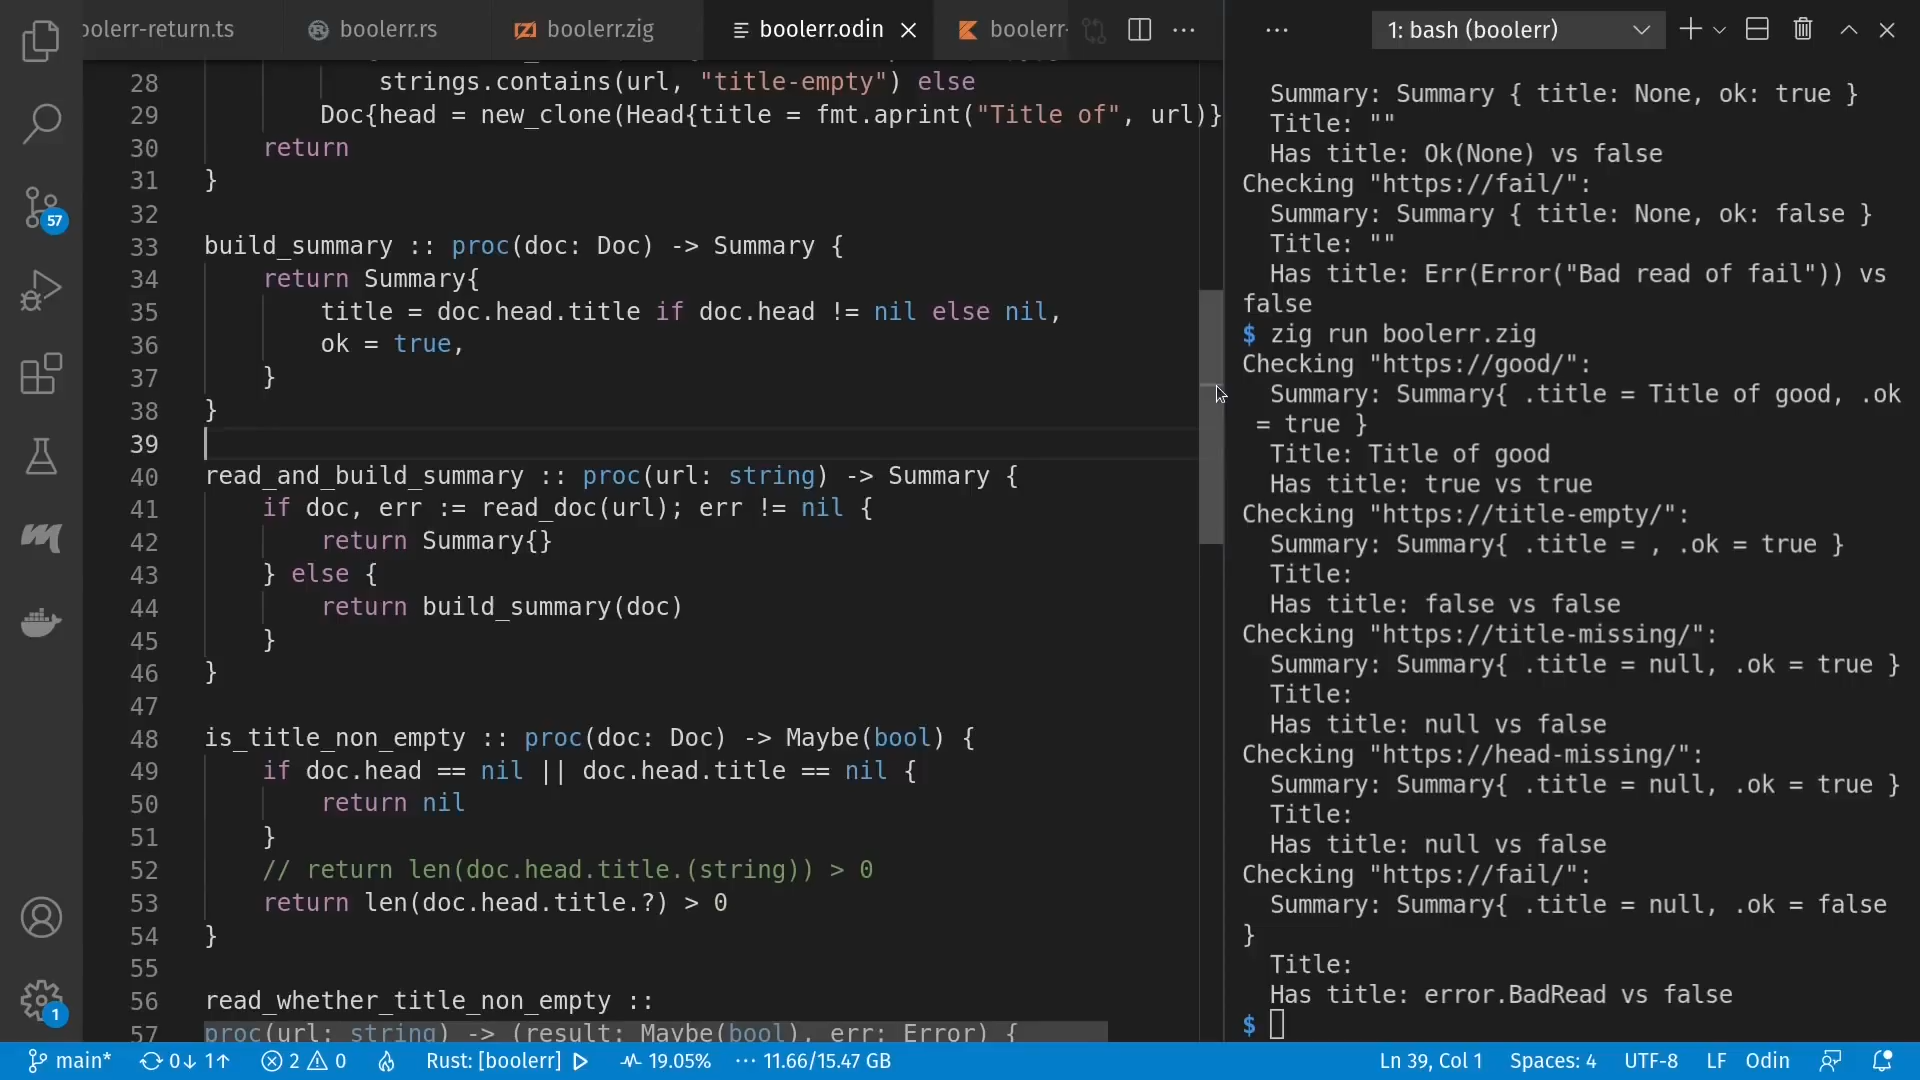 olerr-return.ts boolerr.rs boolerr.zig boolerr.odin boolerr-
28 strings.contains(url, "title-empty") else
29 Doc{head = new_clone(Head{title = fmt.aprint("Title of", url)}
30 return
31 }
32
33 build_summary :: proc(doc: Doc) -> Summary {
34 return Summary{
35 title = doc.head.title if doc.head != nil else nil,
36 ok = true,
37 }
38 }
39
40 read_and_build_summary :: proc(url: string) -> Summary {
41 if doc, err := read_doc(url); err != nil {
42 return Summary{}
43 } else {
44 return build_summary(doc)
45 }
46 }
47
48 is_title_non_empty :: proc(doc: Doc) -> Maybe(bool) {
49 if doc.head == nil || doc.head.title == nil {
50 return nil
51 }
52 // return len(doc.head.title.(string)) > 0
53 return len(doc.head.title.?) > 0
54 }
55
56 read_whether_title_non_empty ::
57 proc(url: string) -> (result: Maybe(bool), err: Error) {
1: bash (boolerr)
Summary: Summary { title: None, ok: true }
Title: ""
Has title: Ok(None) vs false
Checking "https://fail/":
Summary: Summary { title: None, ok: false }
Title: ""
Has title: Err(Error("Bad read of fail")) vs
false
$ zig run boolerr.zig
Checking "https://good/":
Summary: Summary{ .title = Title of good, .ok
= true }
Title: Title of good
Has title: true vs true
Checking "https://title-empty/":
Summary: Summary{ .title = , .ok = true }
Title:
Has title: false vs false
Checking "https://title-missing/":
Summary: Summary{ .title = null, .ok = true }
Title:
Has title: null vs false
Checking "https://head-missing/":
Summary: Summary{ .title = null, .ok = true }
Title:
Has title: null vs false
Checking "https://fail/":
Summary: Summary{ .title = null, .ok = false
}
Title:
Has title: error.BadRead vs false
$
57
1
main* 0↓ 1↑ 2 0 Rust: [boolerr] 19.05% 11.66/15.47 GB Ln 39, Col 1 Spaces: 4 UTF-8 LF Odin